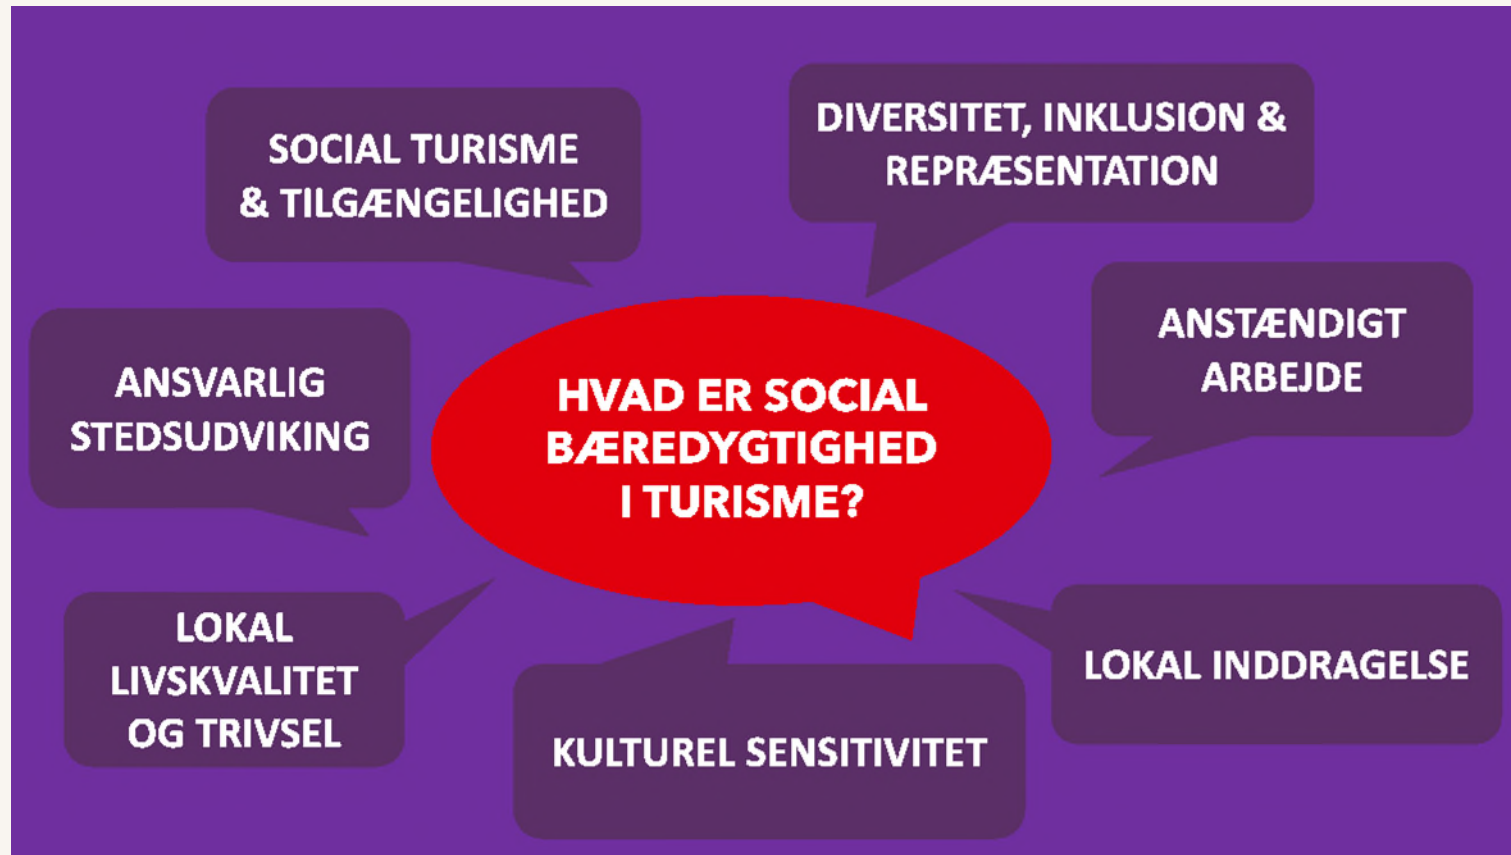 SOCIAL TURISME
& TILGÆNGELIGHED
DIVERSITET, INKLUSION &
REPRÆSENTATION
ANSTÆNDIGT
ARBEJDE
ANSVARLIG
STEDSUDVIKING
HVAD ER SOCIAL
BÆREDYGTIGHED
I TURISME?
LOKAL
LIVSKVALITET
OG TRIVSEL
KULTUREL SENSITIVITET
LOKAL INDDRAGELSE